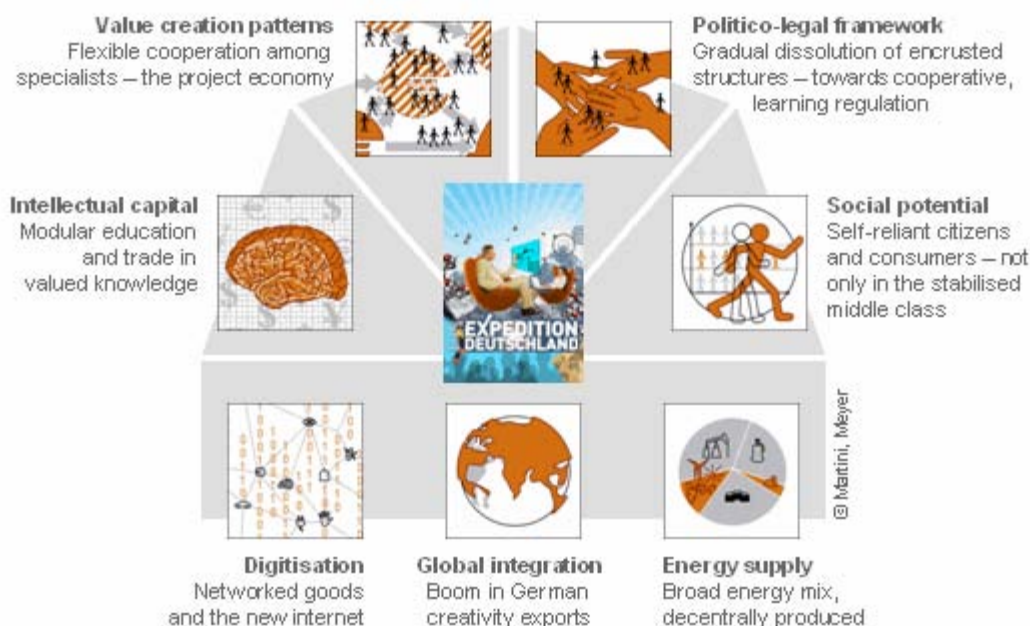 Value creation patterns
Flexible cooperation among
specialists – the project economy
Politico-legal framework
Gradual dissolution of encrusted
structures – towards cooperative,
learning regulation
Intellectual capital
Modular education
and trade in
valued knowledge
Social potential
Self-reliant citizens
and consumers – not
only in the stabilised
middle class
EXPEDITION
DEUTSCHLAND
© Martini, Meyer
Digitisation
Networked goods
and the new internet
Global integration
Boom in German
creativity exports
Energy supply
Broad energy mix,
decentrally produced